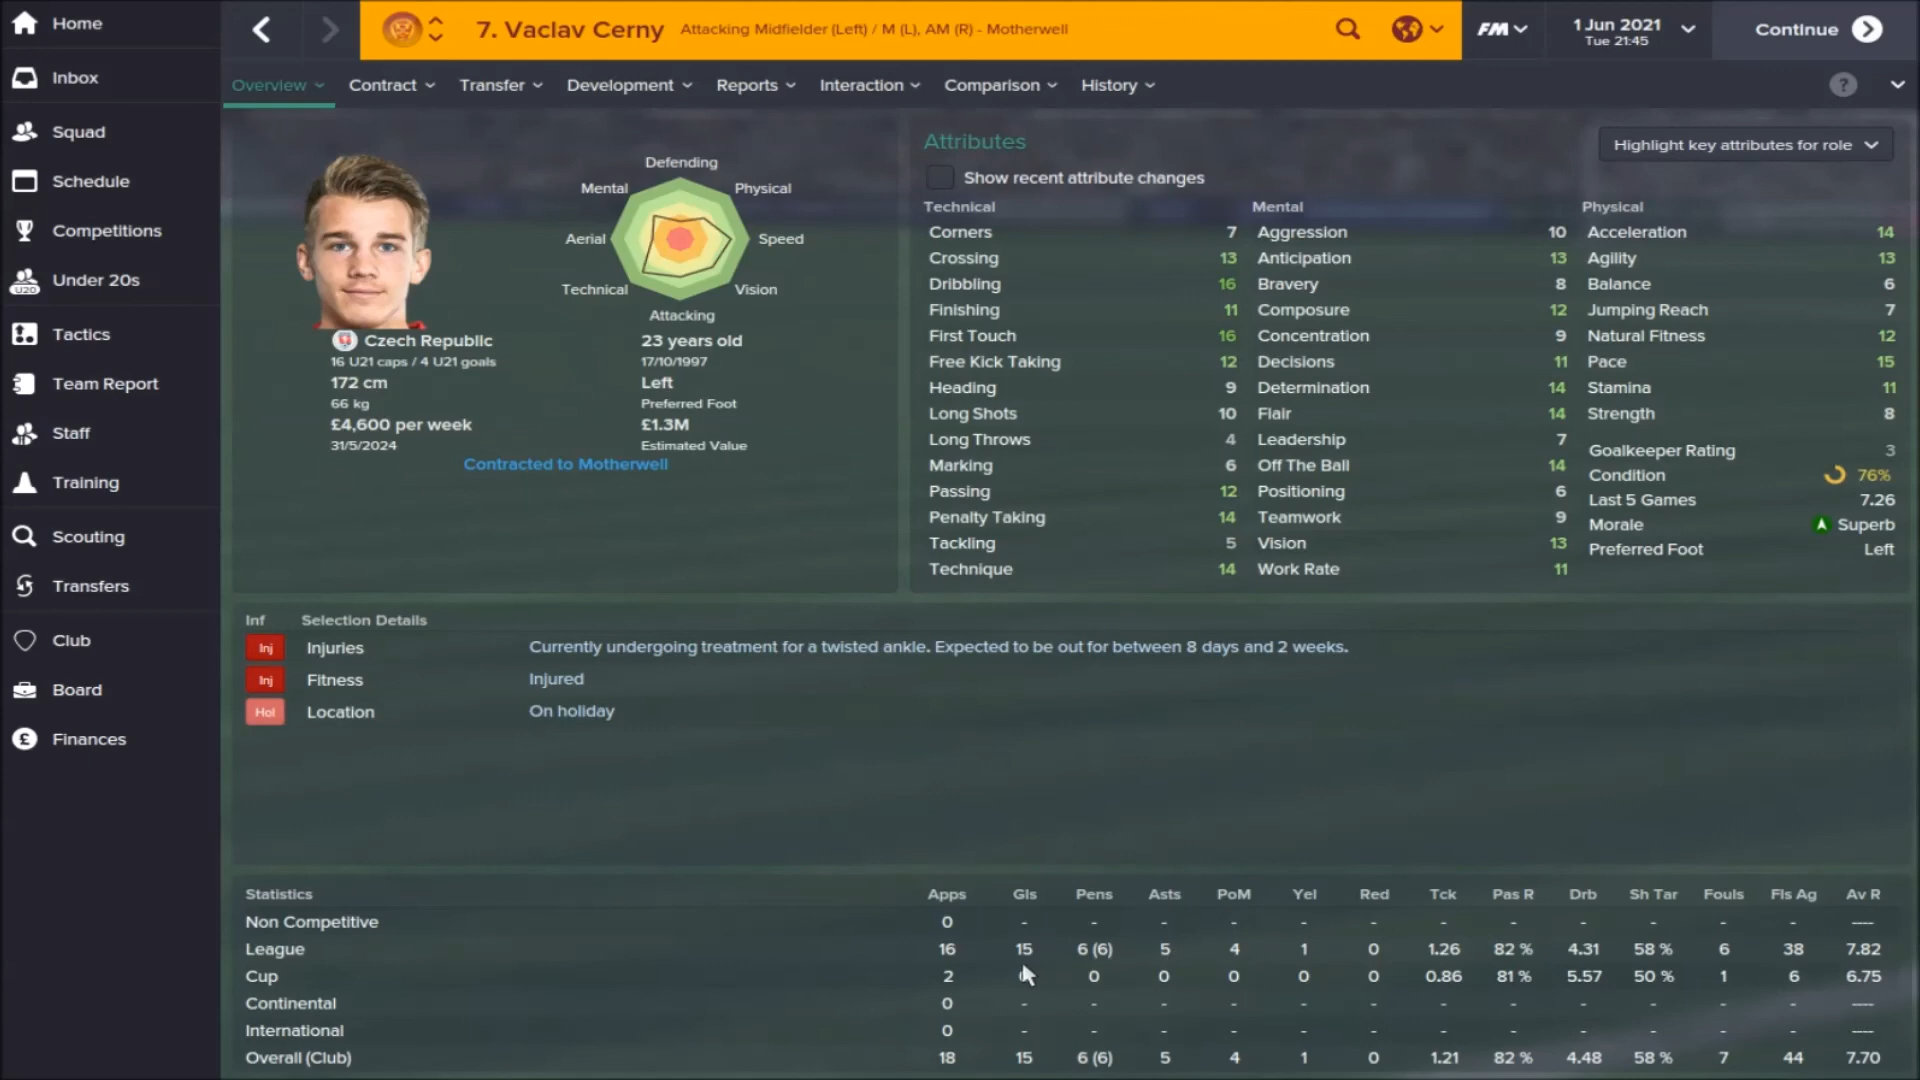 Home
Inbox
Squad
Schedule
Competitions
U20 Under 20s
Tactics
Team Report
Staff
Training
Scouting
Transfers
Club
Board
£ Finances
7. Vaclav Cerny Attacking Midfielder (Left) / M (L), AM (R) - Motherwell
FM
1 Jun 2021
Tue 21:45
Continue
Overview Contract Transfer Development Reports Interaction Comparison History ?
Defending
Mental Physical
Aerial Speed
Technical Vision
Attacking
Czech Republic
16 U21 caps / 4 U21 goals
172 cm
66 kg
£4,600 per week
31/5/2024
23 years old
17/10/1997
Left
Preferred Foot
£1.3M
Estimated Value
Contracted to Motherwell
Attributes
Highlight key attributes for role
Show recent attribute changes
Technical Mental Physical
Corners 7 Aggression 10 Acceleration 14
Crossing 13 Anticipation 13 Agility 13
Dribbling 16 Bravery 8 Balance 6
Finishing 11 Composure 12 Jumping Reach 7
First Touch 16 Concentration 9 Natural Fitness 12
Free Kick Taking 12 Decisions 11 Pace 15
Heading 9 Determination 14 Stamina 11
Long Shots 10 Flair 14 Strength 8
Long Throws 4 Leadership 7
Marking 6 Off The Ball 14
Passing 12 Positioning 6
Penalty Taking 14 Teamwork 9
Tackling 5 Vision 13
Technique 14 Work Rate 11
Goalkeeper Rating 3
Condition 76%
Last 5 Games 7.26
Morale Superb
Preferred Foot Left
Inf Selection Details
Inj Injuries Currently undergoing treatment for a twisted ankle. Expected to be out for between 8 days and 2 weeks.
Inj Fitness Injured
Hol Location On holiday
Statistics Apps Gls Pens Asts PoM Yel Red Tck Pas R Drb Sh Tar Fouls Fls Ag Av R
Non Competitive 0 - - - - - - - - - - - - ----
League 16 15 6 (6) 5 4 1 0 1.26 82 % 4.31 58 % 6 38 7.82
Cup 2 0 0 0 0 0 0.86 81 % 5.57 50 % 1 6 6.75
Continental 0 - - - - - - - - - - - - ----
International 0 - - - - - - - - - - - - ----
Overall (Club) 18 15 6 (6) 5 4 1 0 1.21 82 % 4.48 58 % 7 44 7.70